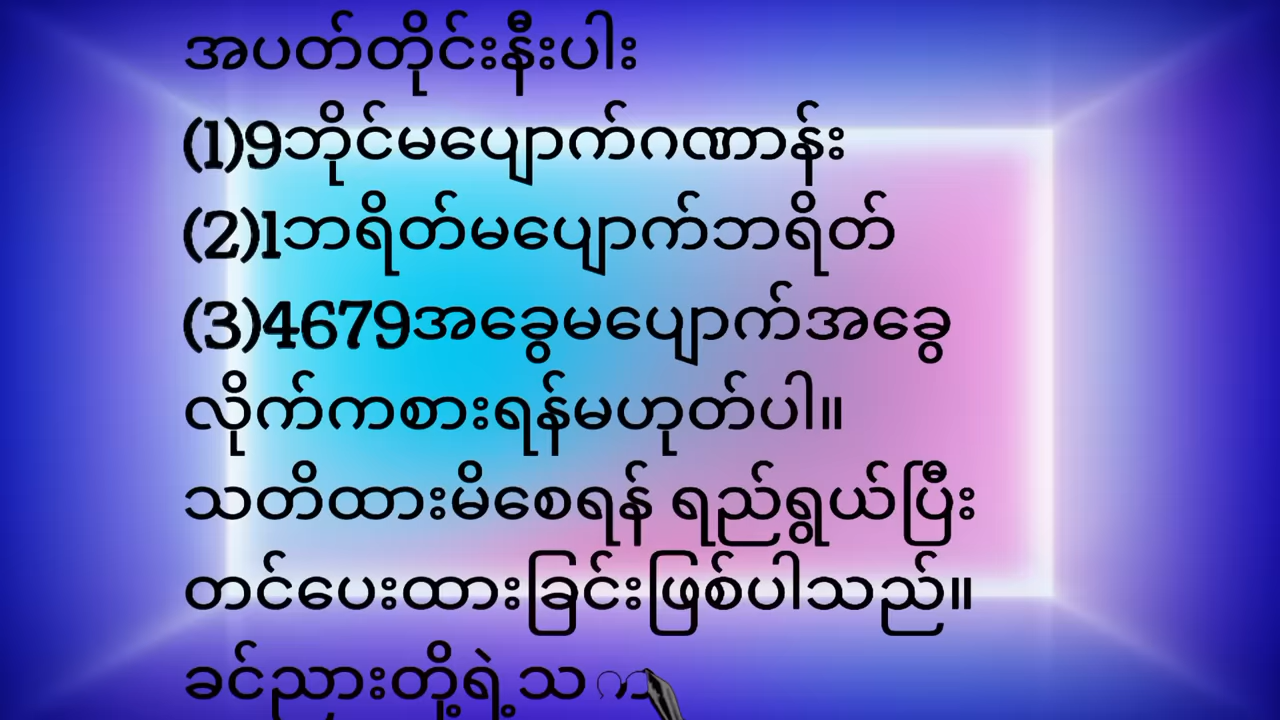 အပတ်တိုင်းနီးပါး
(1)9ဘိုင်မပျောက်ဂဏာန်း
(2)1ဘရိတ်မပျောက်ဘရိတ်
(3)4679အခွေမပျောက်အခွေ
လိုက်ကစားရန်မဟုတ်ပါ။
သတိထားမိစေရန် ရည်ရွယ်ပြီး
တင်ပေးထားခြင်းဖြစ်ပါသည်။
ခင်ညားတို့ရဲ့